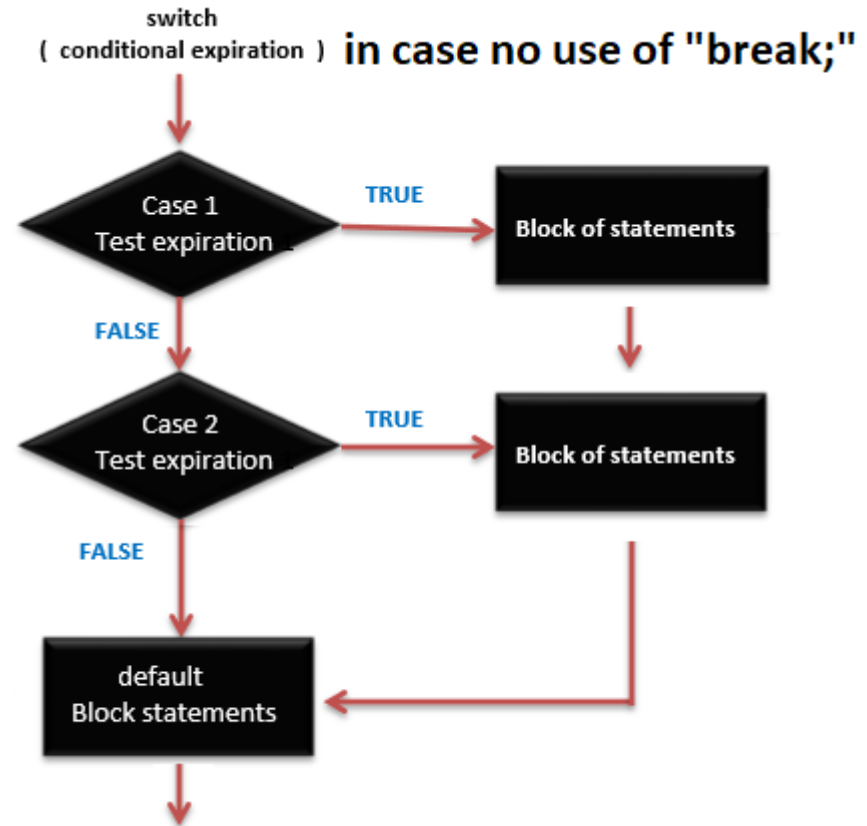 switch
( conditional expiration ) in case no use of "break;"
Case 1
Test expiration
TRUE
Block of statements
FALSE
Case 2
Test expiration
TRUE
Block of statements
FALSE
default
Block statements